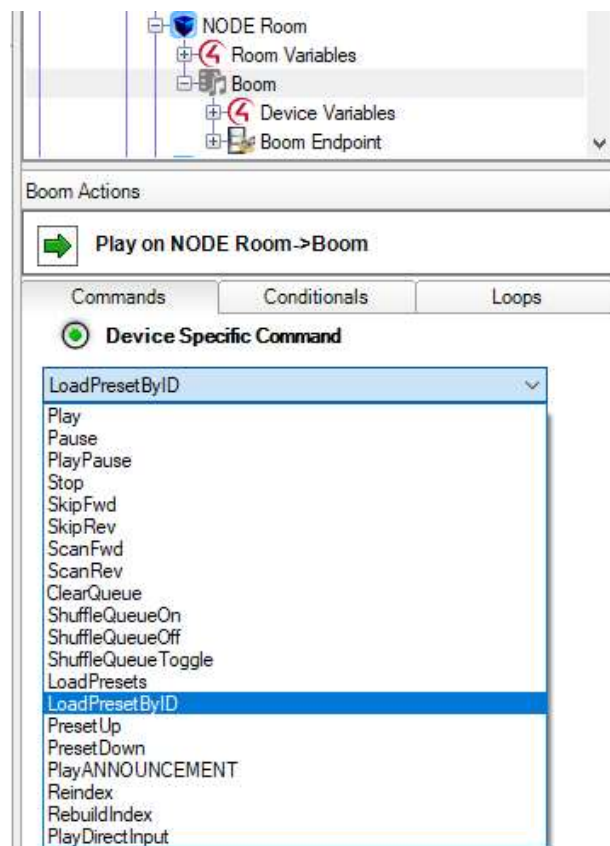 NODE Room
Room Variables
Boom
Device Variables
Boom Endpoint
Boom Actions
Play on NODE Room->Boom
Commands Conditionals Loops
Device Specific Command
LoadPresetByID
Play
Pause
PlayPause
Stop
SkipFwd
SkipRev
ScanFwd
ScanRev
ClearQueue
ShuffleQueueOn
ShuffleQueueOff
ShuffleQueueToggle
LoadPresets
LoadPresetByID
PresetUp
PresetDown
PlayANNOUNCEMENT
Reindex
RebuildIndex
PlayDirectInput